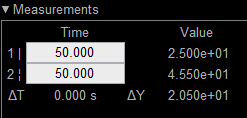 ▼ Measurements
Time Value
1 | 50.000 2.500e+01
2 ¦ 50.000 4.550e+01
ΔT 0.000 s ΔY 2.050e+01